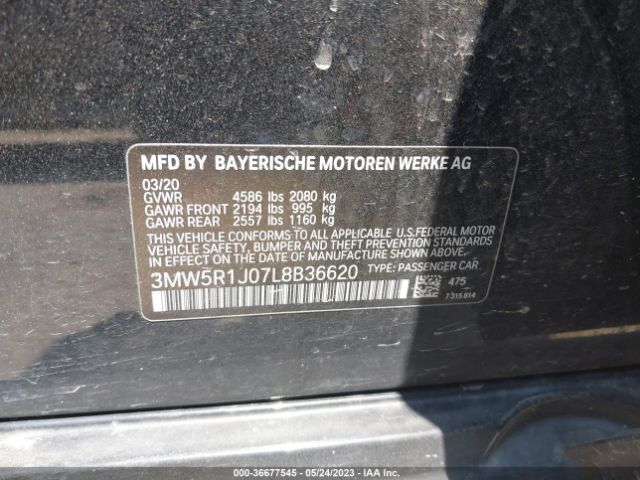 MFD BY BAYERISCHE MOTOREN WERKE AG
03/20
GVWR 4586 lbs 2080 kg
GAWR FRONT 2194 lbs 995 kg
GAWR REAR 2557 lbs 1160 kg
THIS VEHICLE CONFORMS TO ALL APPLICABLE U.S.FEDERAL MOTOR
VEHICLE SAFETY, BUMPER AND THEFT PREVENTION STANDARDS
IN EFFECT ON THE DATE OF MANUFACTURE SHOWN ABOVE.
3MW5R1J07L8B36620 TYPE: PASSENGER CAR
475
7315814
000-36677545 - 05/24/2023 - IAA Inc.